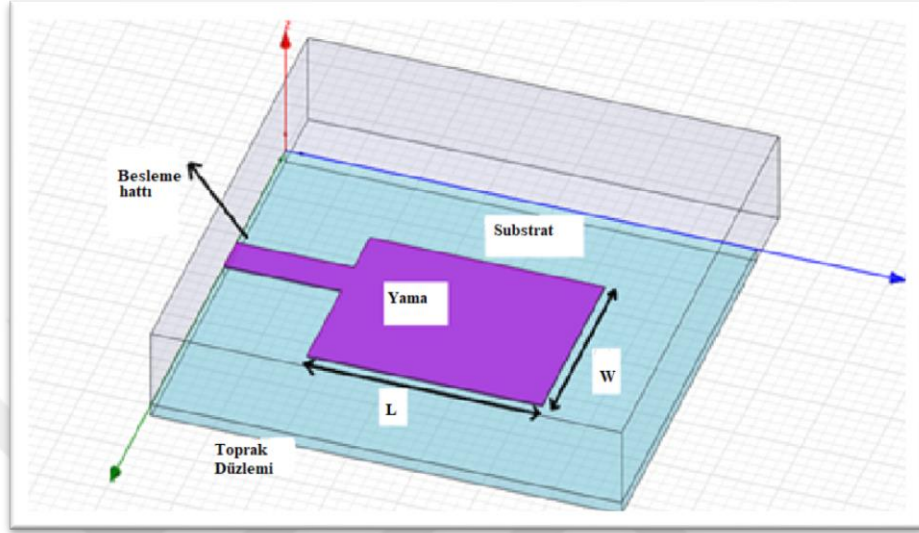 Besleme
hattı
Substrat
Yama
W
L
Toprak
Düzlemi